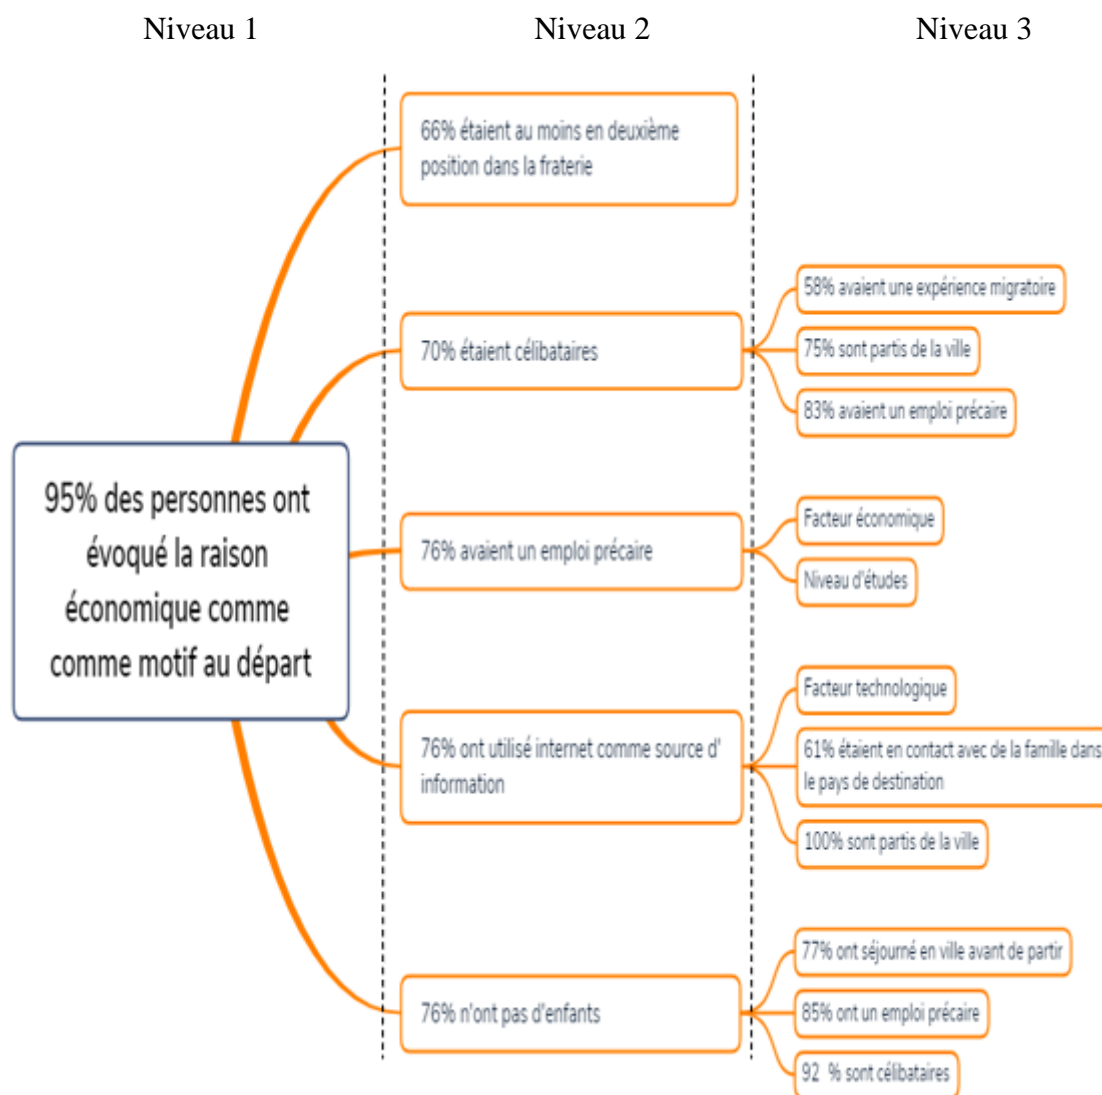 Niveau 1
Niveau 2
Niveau 3
95% des personnes ont
évoqué la raison
économique comme
comme motif au départ
66% étaient au moins en deuxième
position dans la fraterie
70% étaient célibataires
58% avaient une expérience migratoire
75% sont partis de la ville
83% avaient un emploi précaire
76% avaient un emploi précaire
Facteur économique
Niveau d'études
76% ont utilisé internet comme source d'
information
Facteur technologique
61% étaient en contact avec de la famille dans
le pays de destination
100% sont partis de la ville
76% n'ont pas d'enfants
77% ont séjourné en ville avant de partir
85% ont un emploi précaire
92 % sont célibataires